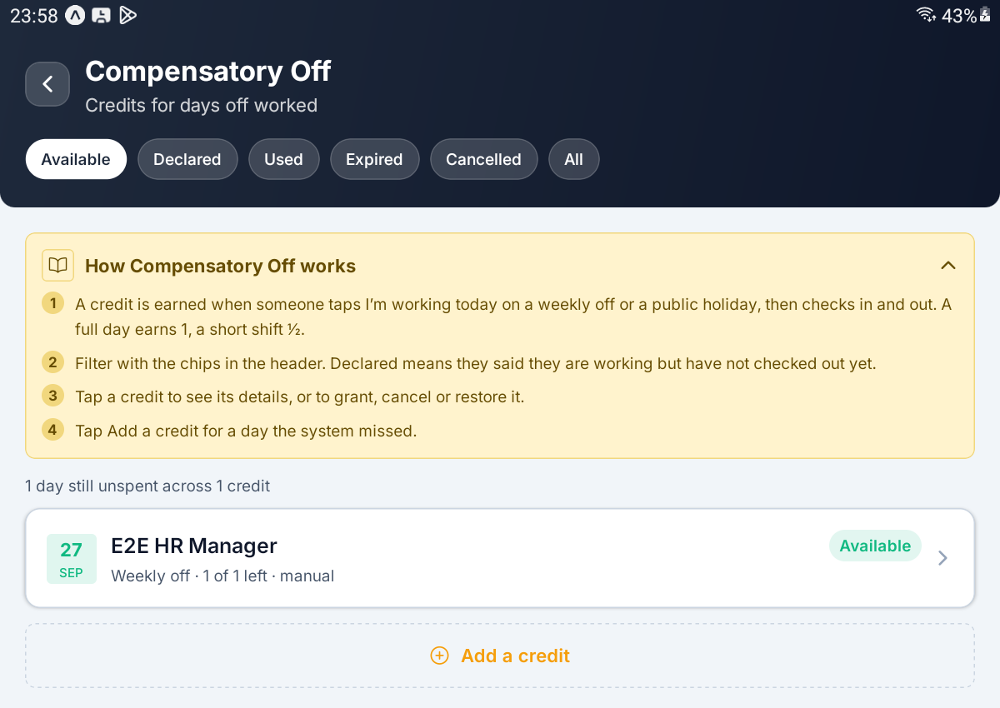 23:58 43%
Compensatory Off
Credits for days off worked
Available Declared Used Expired Cancelled All
How Compensatory Off works
1 A credit is earned when someone taps I’m working today on a weekly off or a public holiday, then checks in and out. A
full day earns 1, a short shift ½.
2 Filter with the chips in the header. Declared means they said they are working but have not checked out yet.
3 Tap a credit to see its details, or to grant, cancel or restore it.
4 Tap Add a credit for a day the system missed.
1 day still unspent across 1 credit
27 E2E HR Manager Available
SEP Weekly off · 1 of 1 left · manual
Add a credit